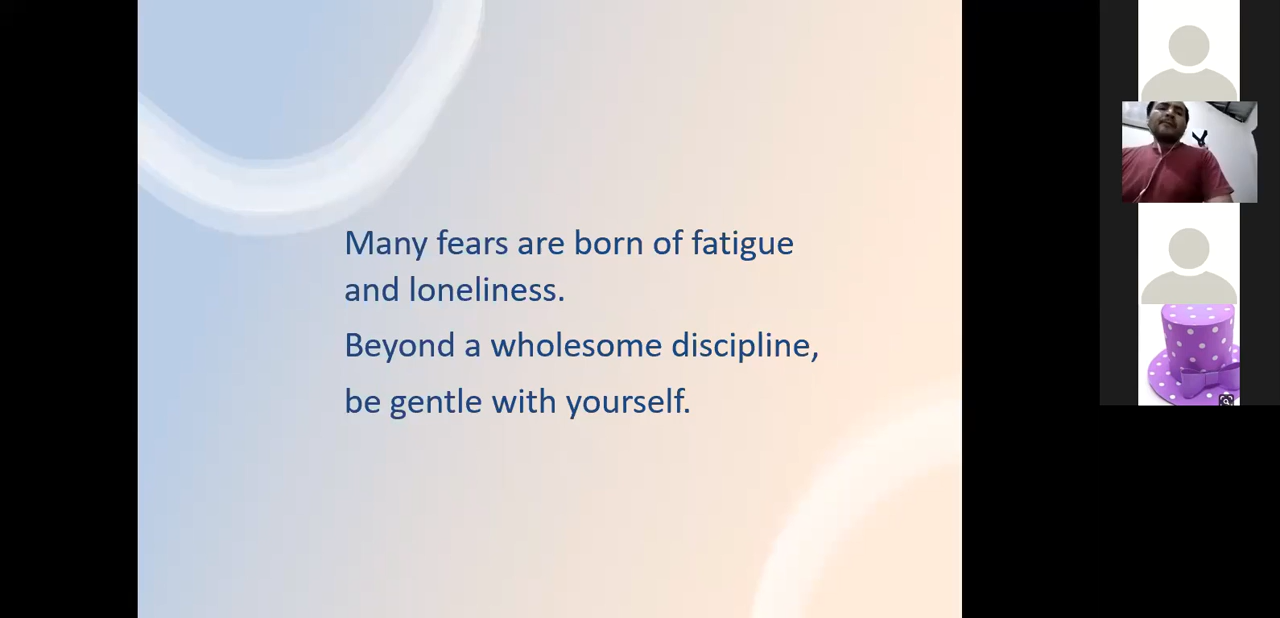 Many fears are born of fatigue
and loneliness.
Beyond a wholesome discipline,
be gentle with yourself.